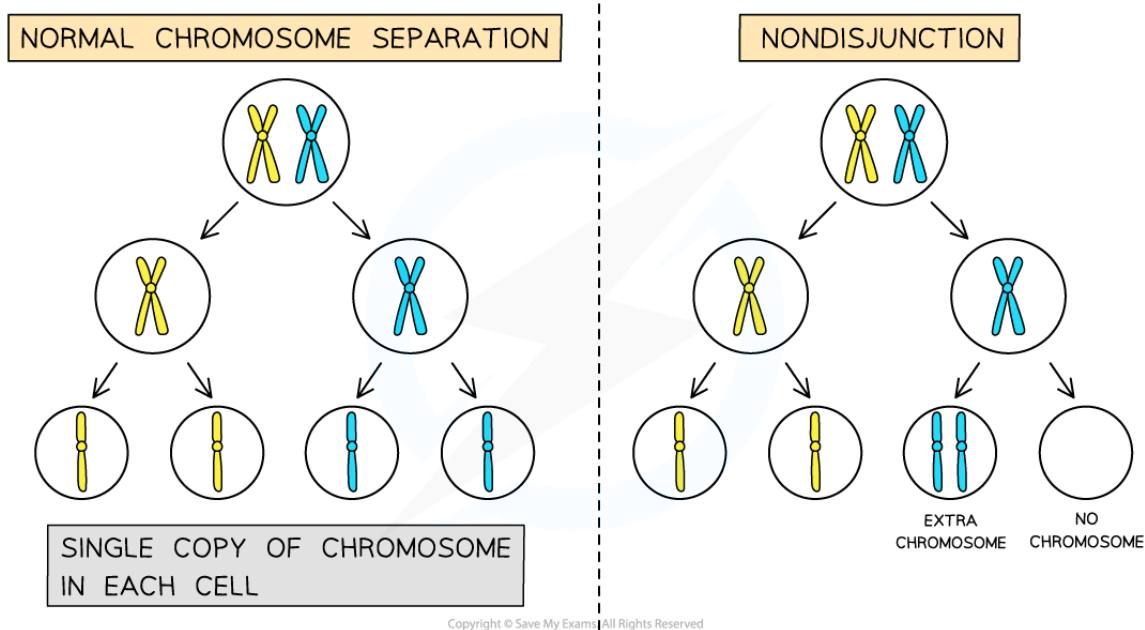 NORMAL CHROMOSOME SEPARATION
NONDISJUNCTION
EXTRA
CHROMOSOME
NO
CHROMOSOME
SINGLE COPY OF CHROMOSOME
IN EACH CELL
Copyright © Save My Exams. All Rights Reserved